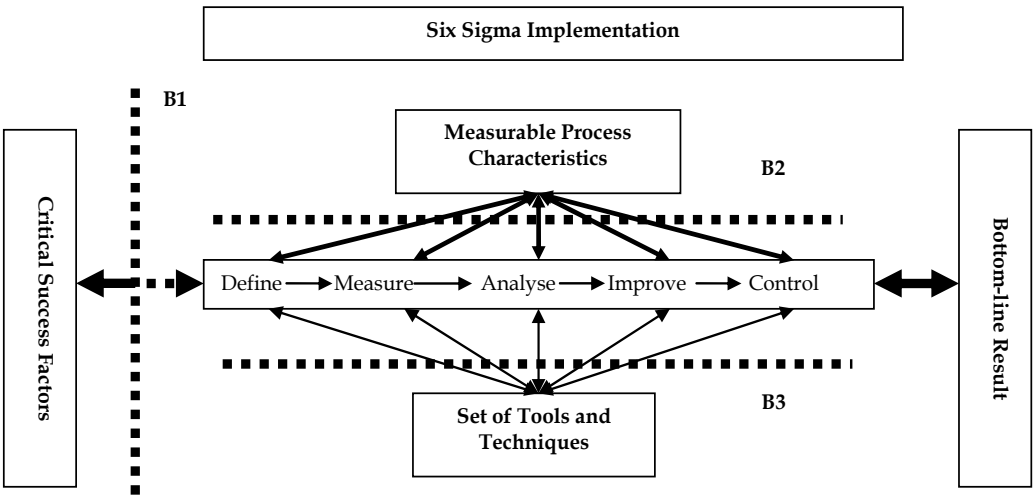 Six Sigma Implementation
B1
Measurable Process
Characteristics
B2
Critical Success Factors
Define Measure Analyse Improve Control
Bottom-line Result
B3
Set of Tools and
Techniques